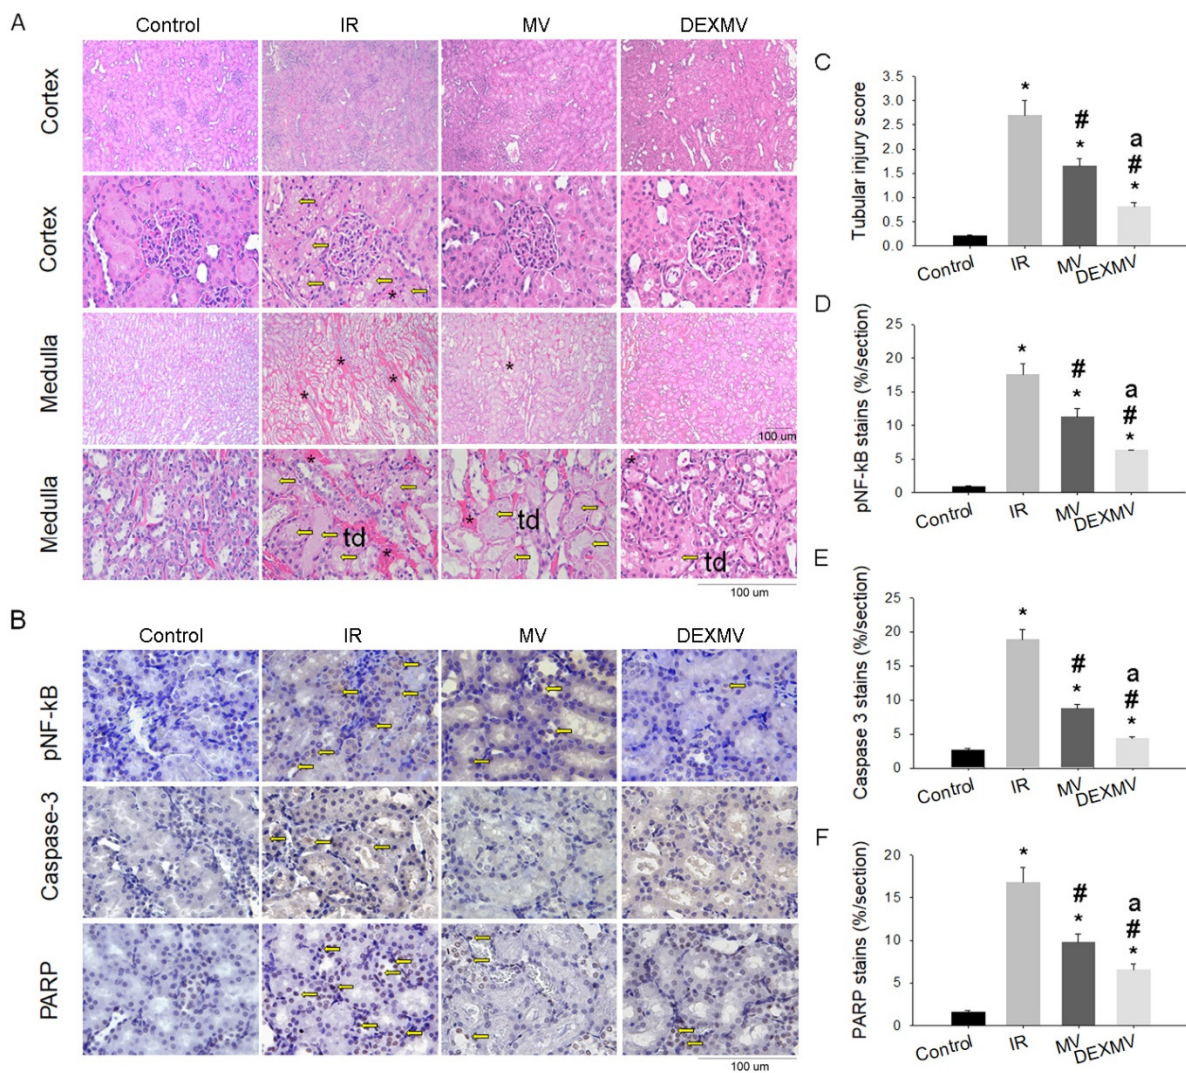 A
Control IR MV DEXMV
Cortex
Cortex
* 
Medulla
* * * *
100 um
Medulla
* td * * td * td
100 um
B
Control IR MV DEXMV
pNF-kB
Caspase-3
PARP
100 um
C
Tubular injury score
3.5
3.0
2.5
2.0
1.5
1.0
0.5
0.0
* # * a # *
Control IR MV DEXMV
D
pNF-kB stains (%/section)
25
20
15
10
5
0
* # * a # *
Control IR MV DEXMV
E
Caspase 3 stains (%/section)
25
20
15
10
5
0
* # * a # *
Control IR MV DEXMV
F
PARP stains (%/section)
20
15
10
5
0
* # * a # *
Control IR MV DEXMV